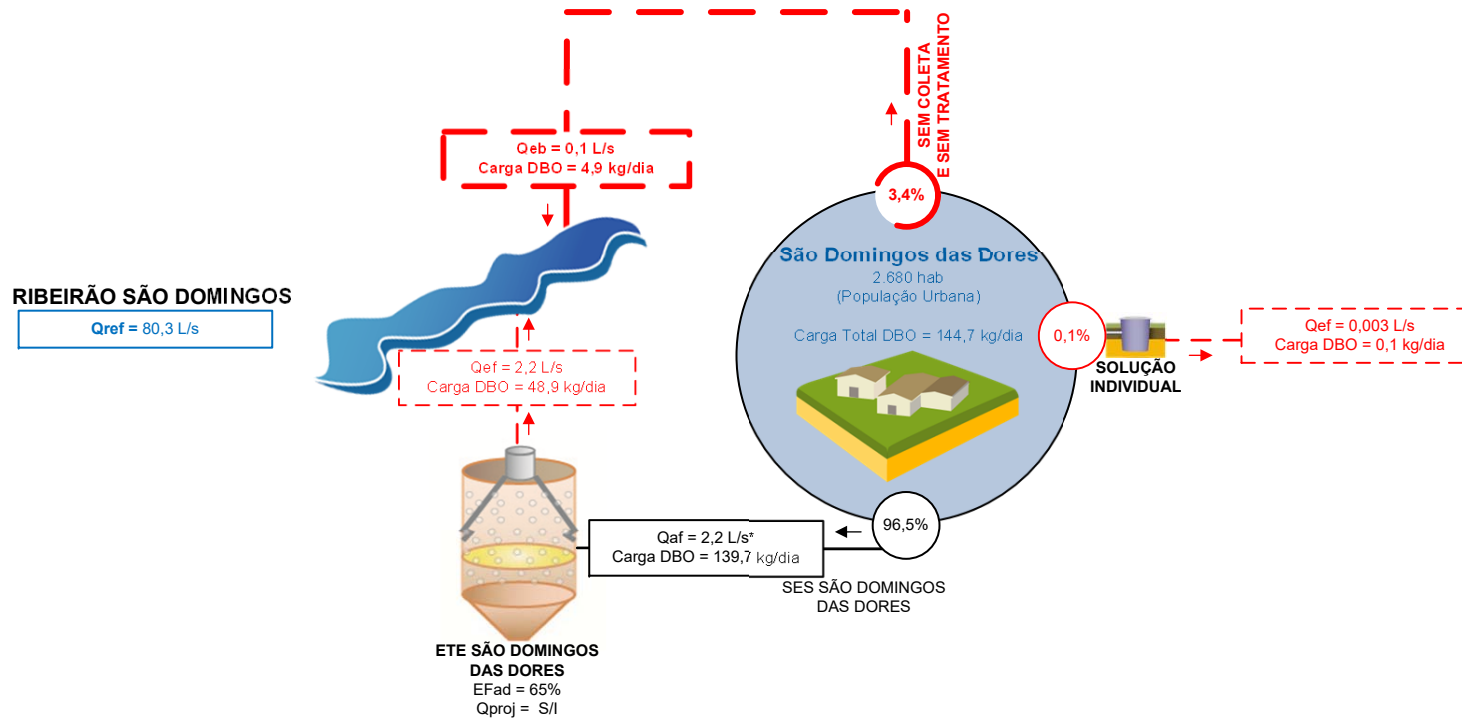 SEM COLETA
E SEM TRATAMENTO
Qeb = 0,1 L/s
Carga DBO = 4,9 kg/dia
3,4%
São Domingos das Dores
2.680 hab
(População Urbana)
Carga Total DBO = 144,7 kg/dia
RIBEIRÃO SÃO DOMINGOS
Qref = 80,3 L/s
0,1%
SOLUÇÃO
INDIVIDUAL
Qef = 0,003 L/s
Carga DBO = 0,1 kg/dia
Qef = 2,2 L/s
Carga DBO = 48,9 kg/dia
96,5%
Qaf = 2,2 L/s*
Carga DBO = 139,7 kg/dia
SES SÃO DOMINGOS
DAS DORES
ETE SÃO DOMINGOS
DAS DORES
EFad = 65%
Qproj = S/I